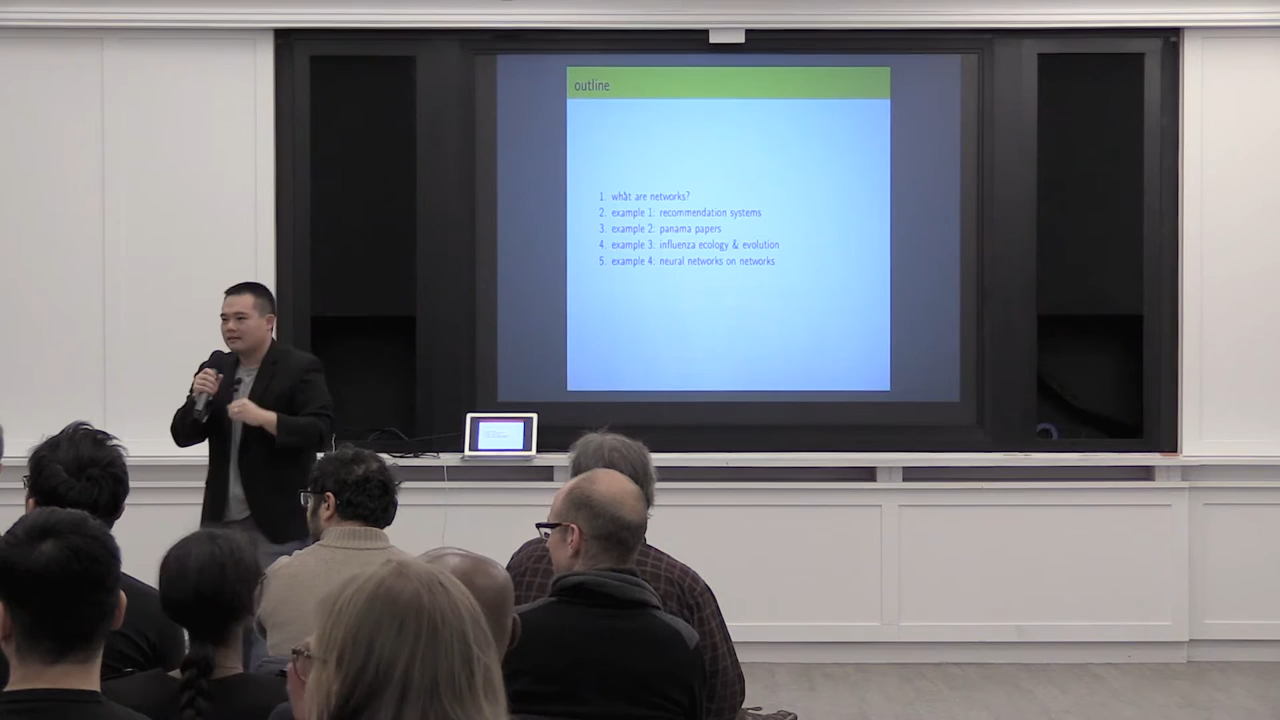 outline
1. what are networks?
2. example 1: recommendation systems
3. example 2: panama papers
4. example 3: influenza ecology & evolution
5. example 4: neural networks on networks